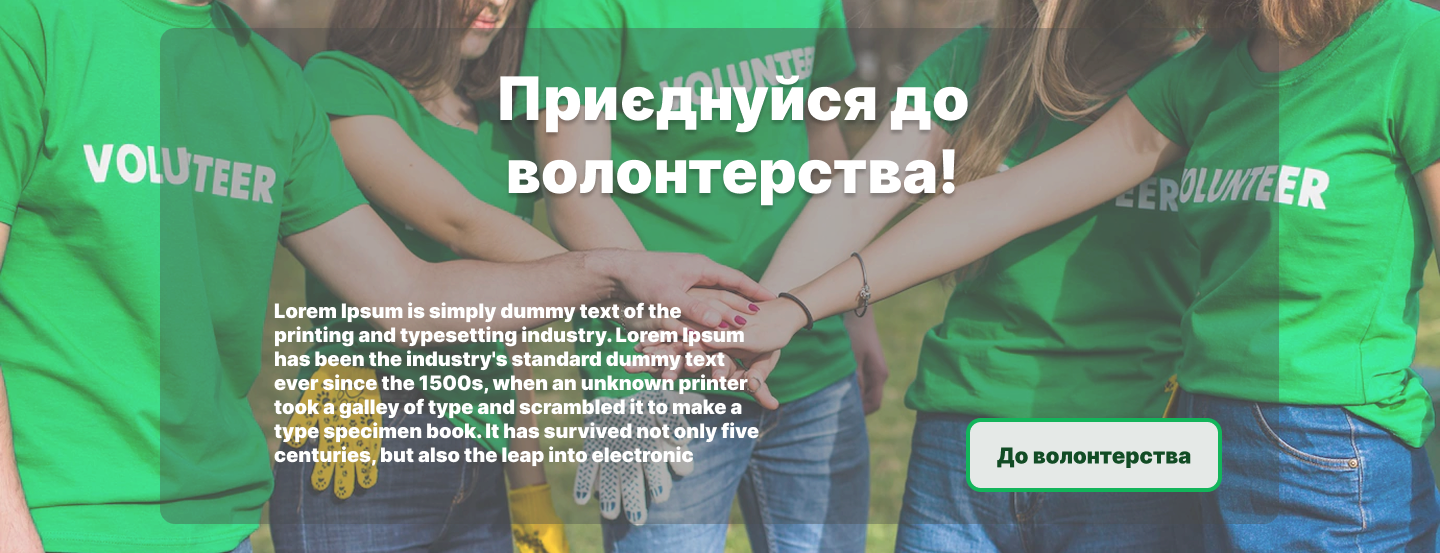 VOLUNTEER
Приєднуйся до
волонтерства!
VOLUTEER
EER
VOLUNTEER
Lorem Ipsum is simply dummy text of the
printing and typesetting industry. Lorem Ipsum
has been the industry's standard dummy text
ever since the 1500s, when an unknown printer
took a galley of type and scrambled it to make a
type specimen book. It has survived not only five
centuries, but also the leap into electronic
До волонтерства